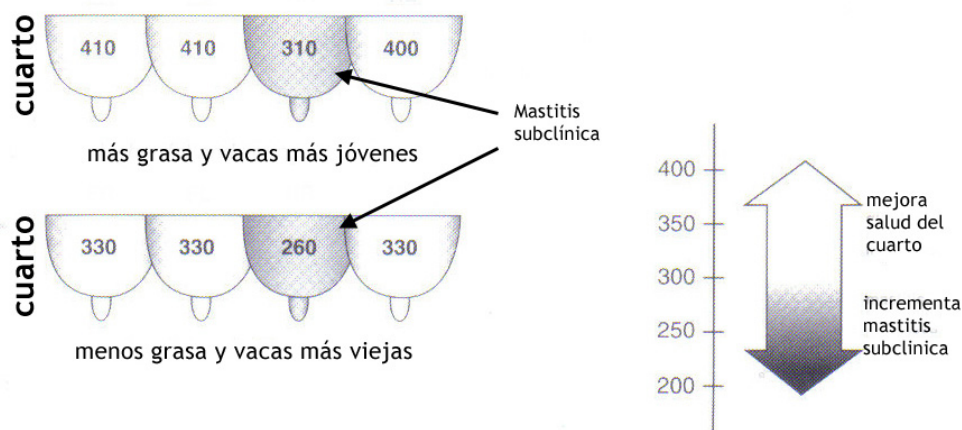 cuarto
410 410 310 400
más grasa y vacas más jóvenes
Mastitis
subclínica
cuarto
330 330 260 330
menos grasa y vacas más viejas
400
350
300
250
200
mejora
salud del
cuarto
incrementa
mastitis
subclinica